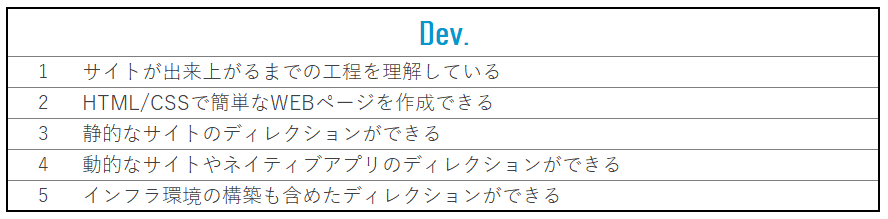 Dev.
1 サイトが出来上がるまでの工程を理解している
2 HTML/CSSで簡単なWEBページを作成できる
3 静的なサイトのディレクションができる
4 動的なサイトやネイティブアプリのディレクションができる
5 インフラ環境の構築も含めたディレクションができる